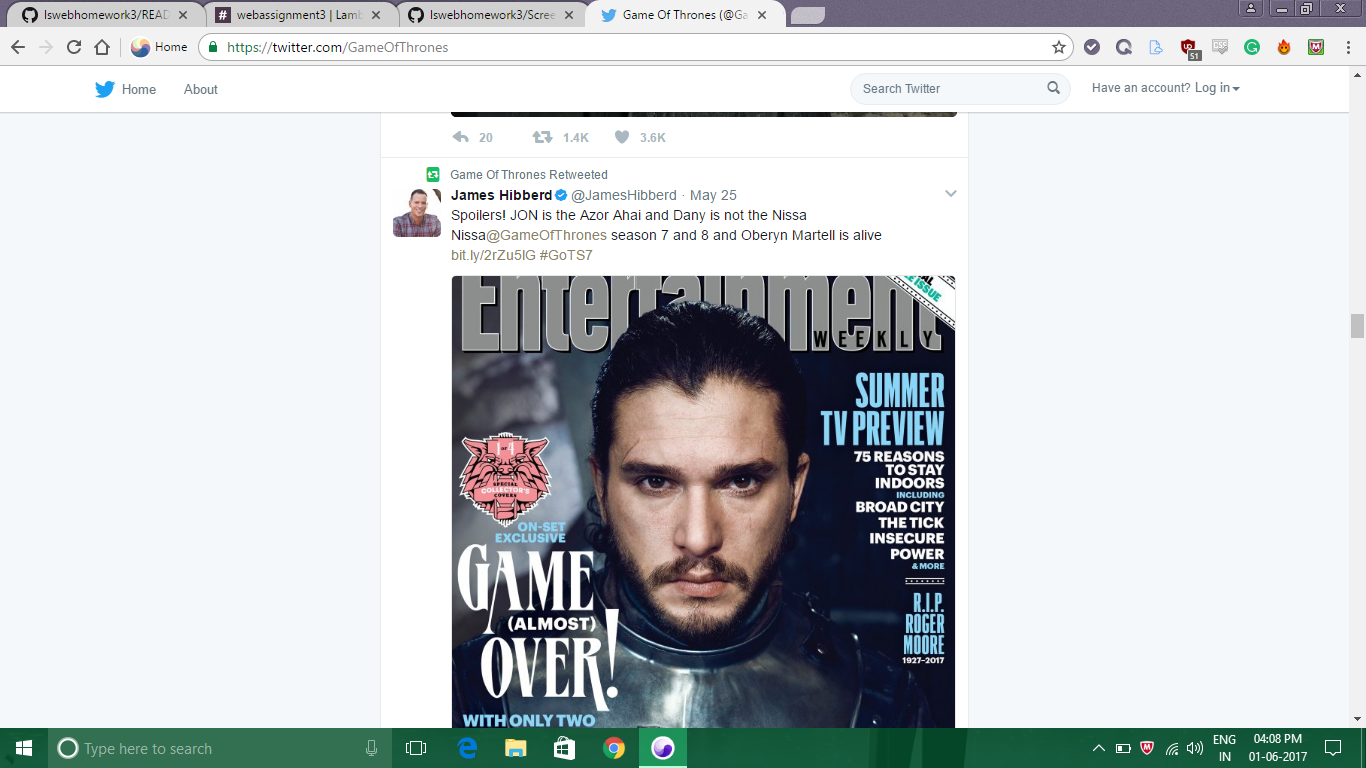 lswebhomework3/READ
webassignment3 | Lamb
lswebhomework3/Scree
Game Of Thrones (@Ga
Home
https://twitter.com/GameOfThrones
51
Home
About
Search Twitter
Have an account? Log in
20
1.4K
3.6K
Game Of Thrones Retweeted
James Hibberd @JamesHibberd · May 25
Spoilers! JON is the Azor Ahai and Dany is not the Nissa
Nissa@GameOfThrones season 7 and 8 and Oberyn Martell is alive
bit.ly/2rZu5IG #GoTS7
Entertainment
WEEKLY
ISSUE
SUMMER
TV PREVIEW
75 REASONS
TO STAY
INDOORS
INCLUDING
BROAD CITY
THE TICK
INSECURE
POWER
& MORE
R.I.P.
ROGER
MOORE
1927-2017
1 OF 4
SPECIAL
COLLECTOR'S
COVERS
ON-SET
EXCLUSIVE
GAME
(ALMOST)
OVER!
WITH ONLY TWO
Type here to search
ENG
IN
04:08 PM
01-06-2017